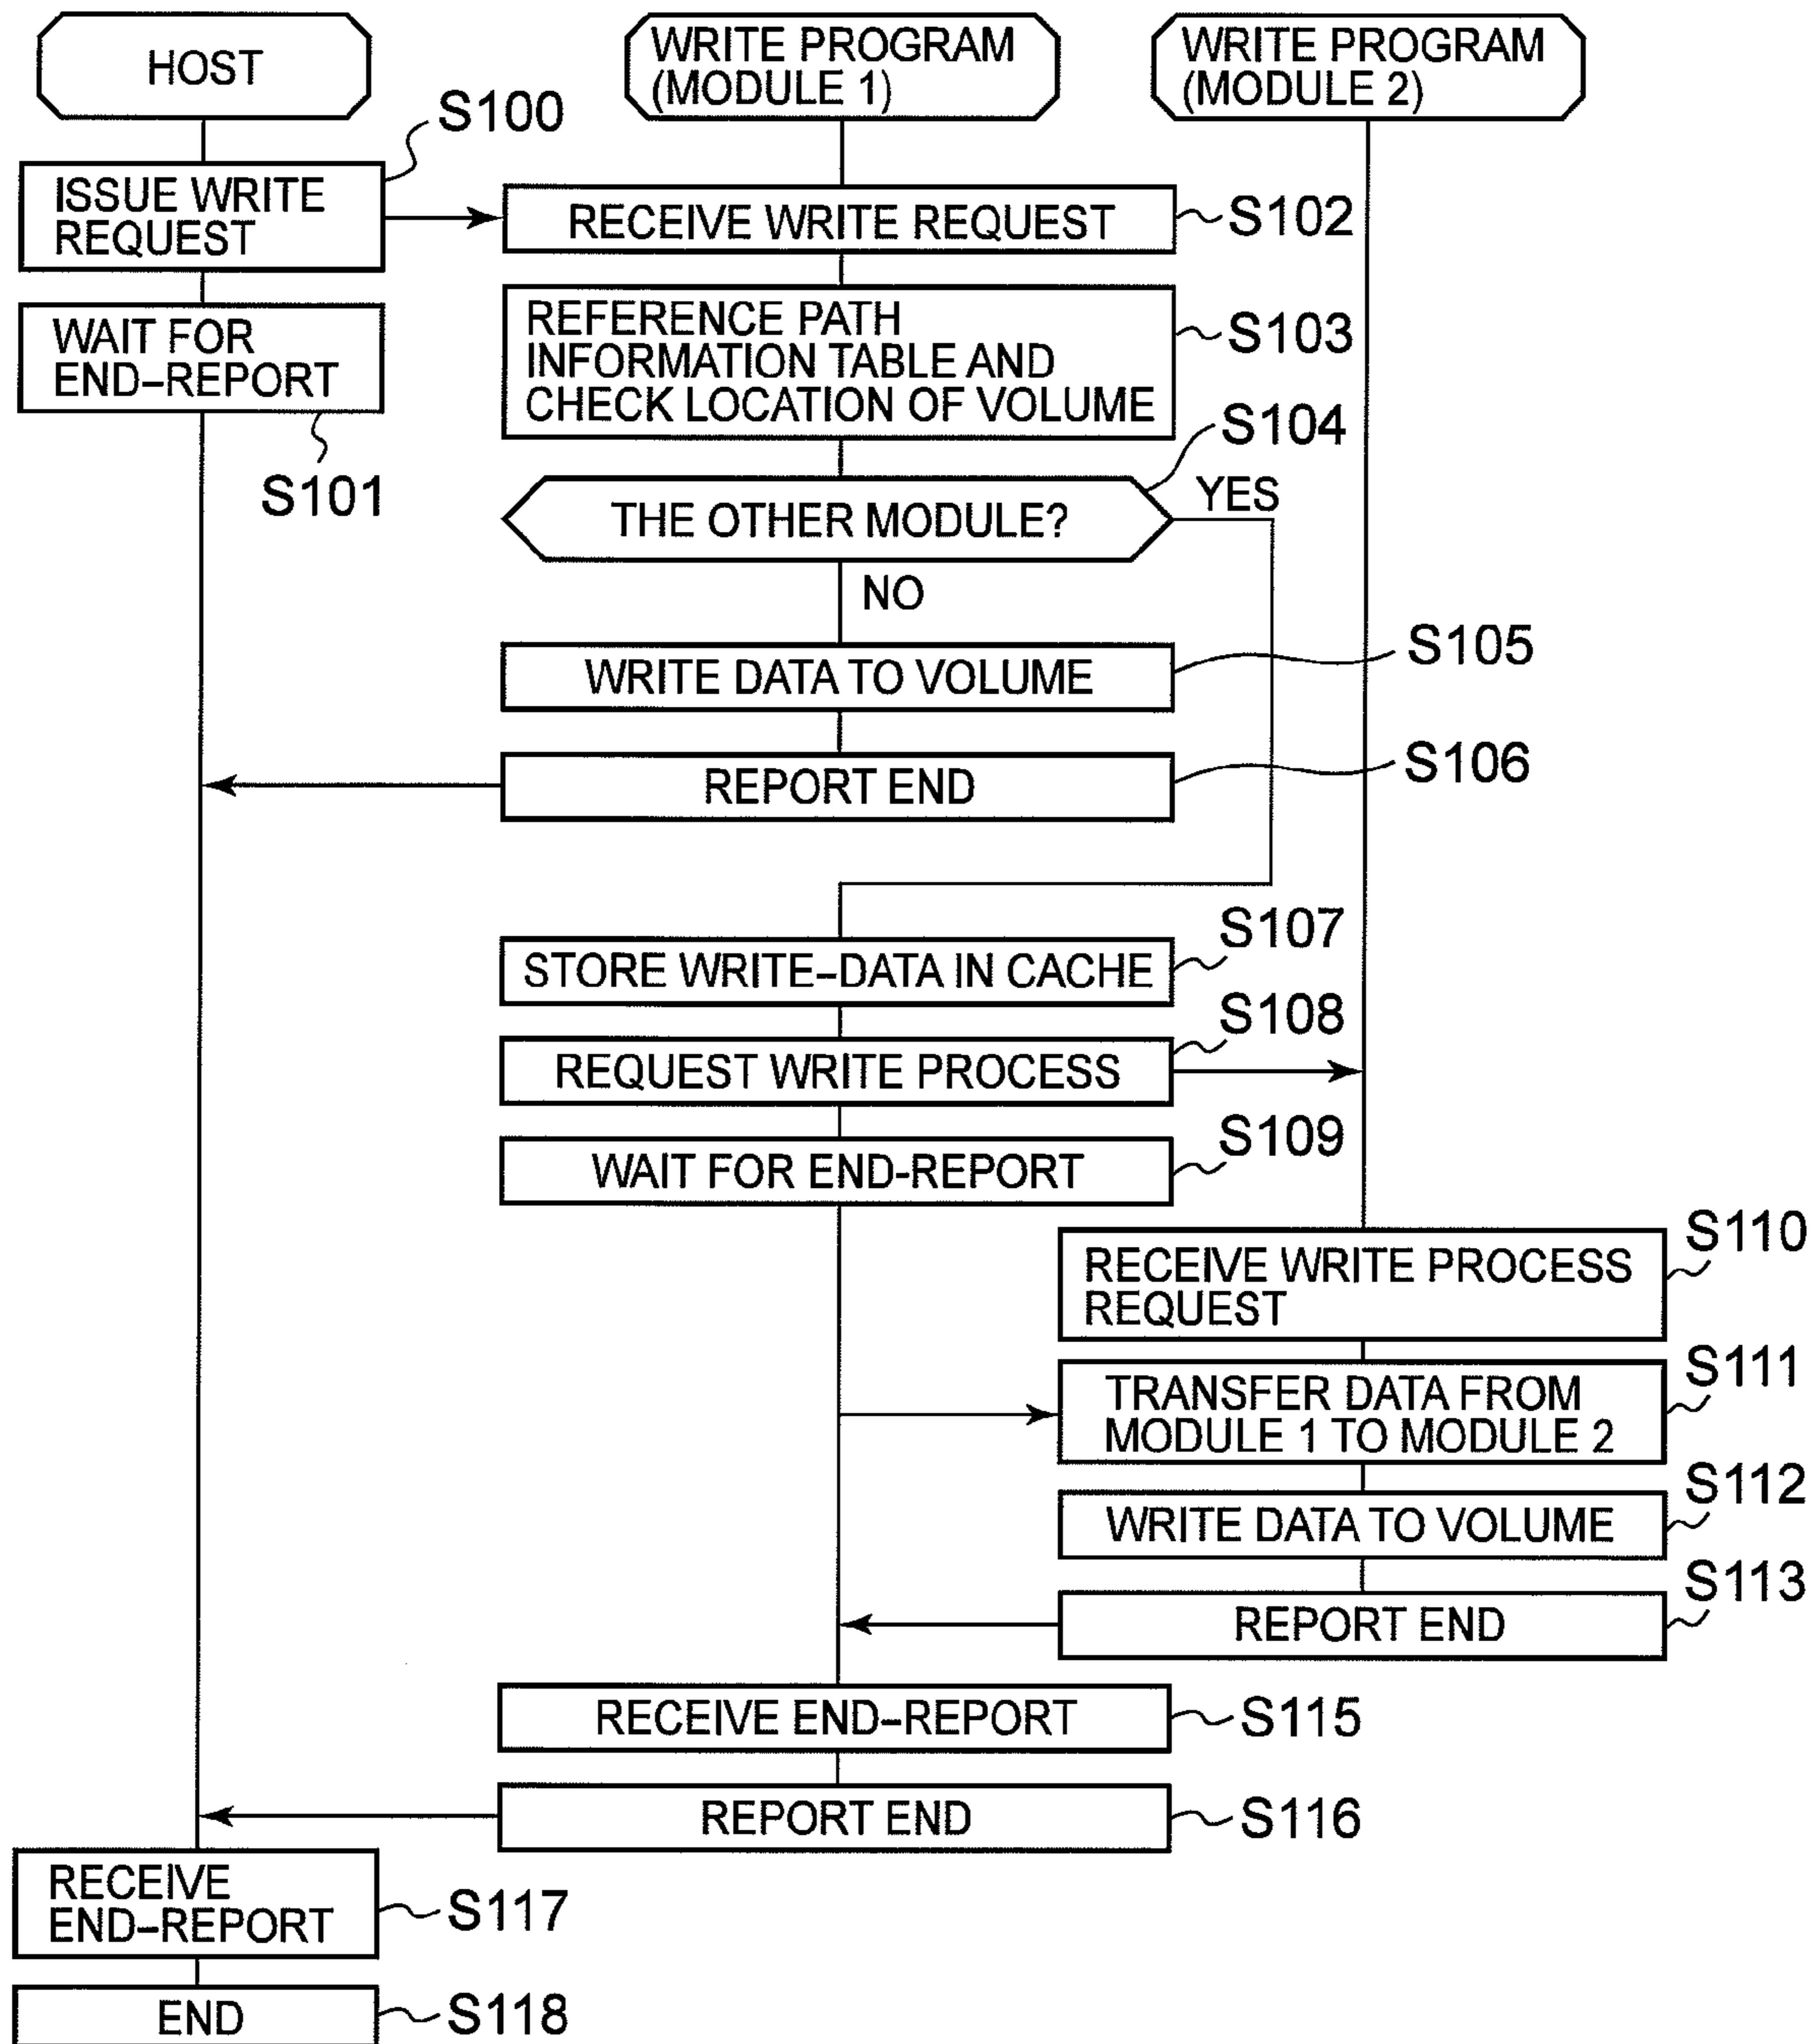 HOST
WRITE PROGRAM
(MODULE 1)
WRITE PROGRAM
(MODULE 2)
S100
ISSUE WRITE
REQUEST
RECEIVE WRITE REQUEST
S102
WAIT FOR
END-REPORT
S101
REFERENCE PATH
INFORMATION TABLE AND
CHECK LOCATION OF VOLUME
S103
S104
THE OTHER MODULE?
YES
NO
WRITE DATA TO VOLUME
S105
REPORT END
S106
S107
STORE WRITE-DATA IN CACHE
S108
REQUEST WRITE PROCESS
S109
WAIT FOR END-REPORT
S110
RECEIVE WRITE PROCESS
REQUEST
S111
TRANSFER DATA FROM
MODULE 1 TO MODULE 2
S112
WRITE DATA TO VOLUME
S113
REPORT END
RECEIVE END-REPORT
S115
REPORT END
S116
RECEIVE
END-REPORT
S117
END
S118